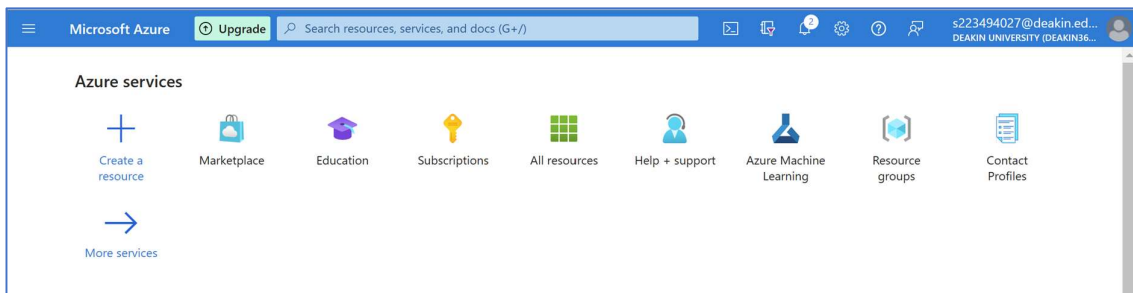 Microsoft Azure
Upgrade
Search resources, services, and docs (G+/)
2
s223494027@deakin.ed...
DEAKIN UNIVERSITY (DEAKIN36...
Azure services
Create a
resource
Marketplace
Education
Subscriptions
All resources
Help + support
Azure Machine
Learning
Resource
groups
Contact
Profiles
More services